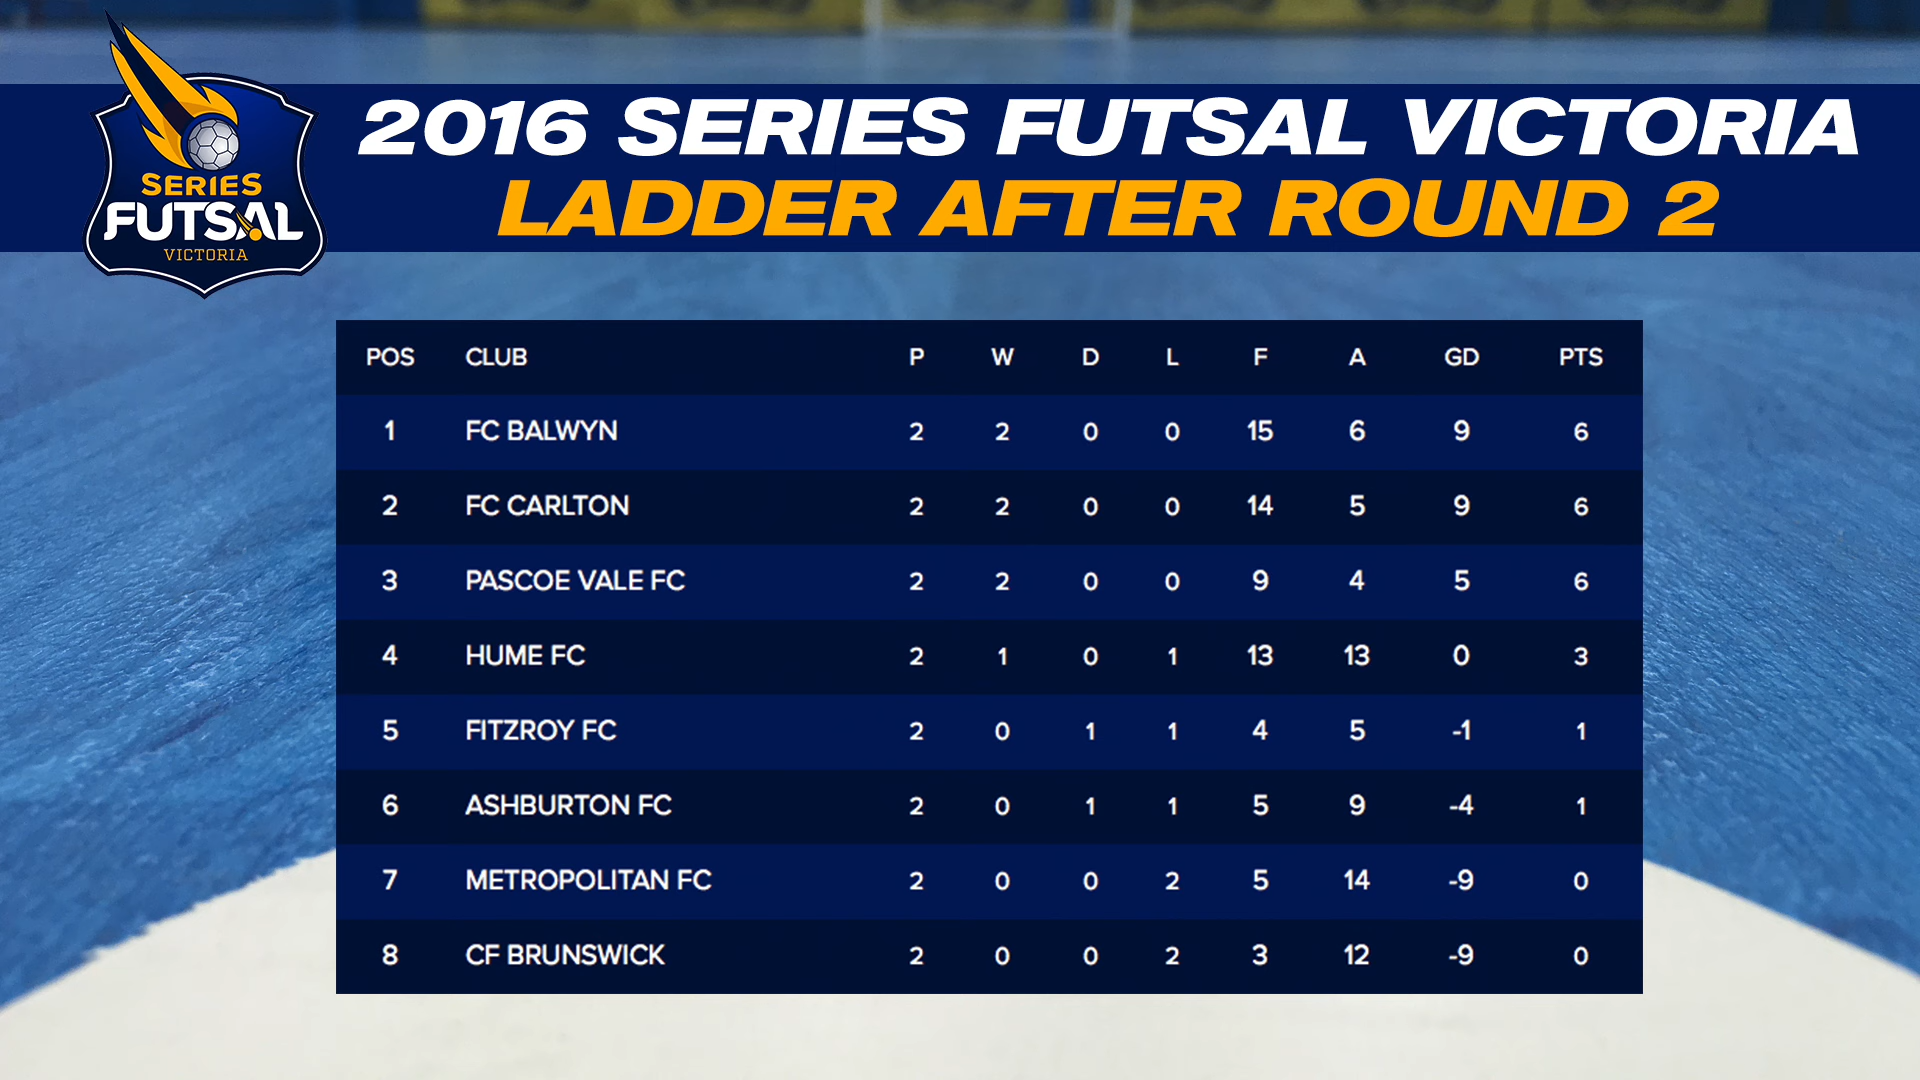 SERIES
FUTSAL
VICTORIA
2016 SERIES FUTSAL VICTORIA
LADDER AFTER ROUND 2
POS CLUB P W D L F A GD PTS
1 FC BALWYN 2 2 0 0 15 6 9 6
2 FC CARLTON 2 2 0 0 14 5 9 6
3 PASCOE VALE FC 2 2 0 0 9 4 5 6
4 HUME FC 2 1 0 1 13 13 0 3
5 FITZROY FC 2 0 1 1 4 5 -1 1
6 ASHBURTON FC 2 0 1 1 5 9 -4 1
7 METROPOLITAN FC 2 0 0 2 5 14 -9 0
8 CF BRUNSWICK 2 0 0 2 3 12 -9 0